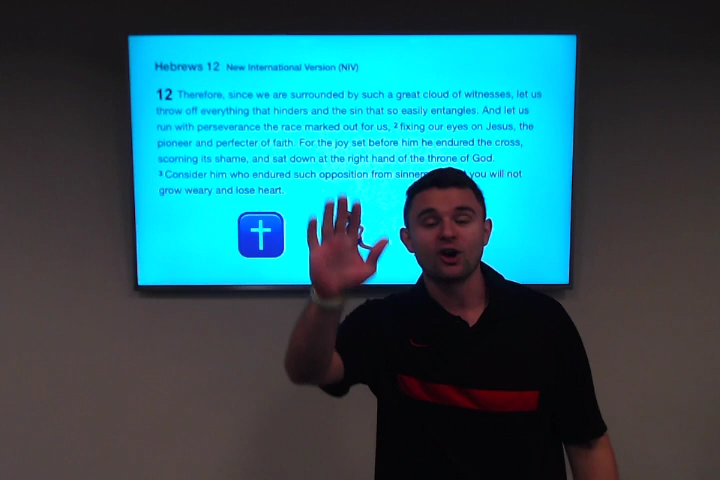 Hebrews 12 New International Version (NIV)
12 Therefore, since we are surrounded by such a great cloud of witnesses, let us
throw off everything that hinders and the sin that so easily entangles. And let us
run with perseverance the race marked out for us, 2 fixing our eyes on Jesus, the
pioneer and perfecter of faith. For the joy set before him he endured the cross,
scorning its shame, and sat down at the right hand of the throne of God.
3 Consider him who endured such opposition from you will not
grow weary and lose heart.